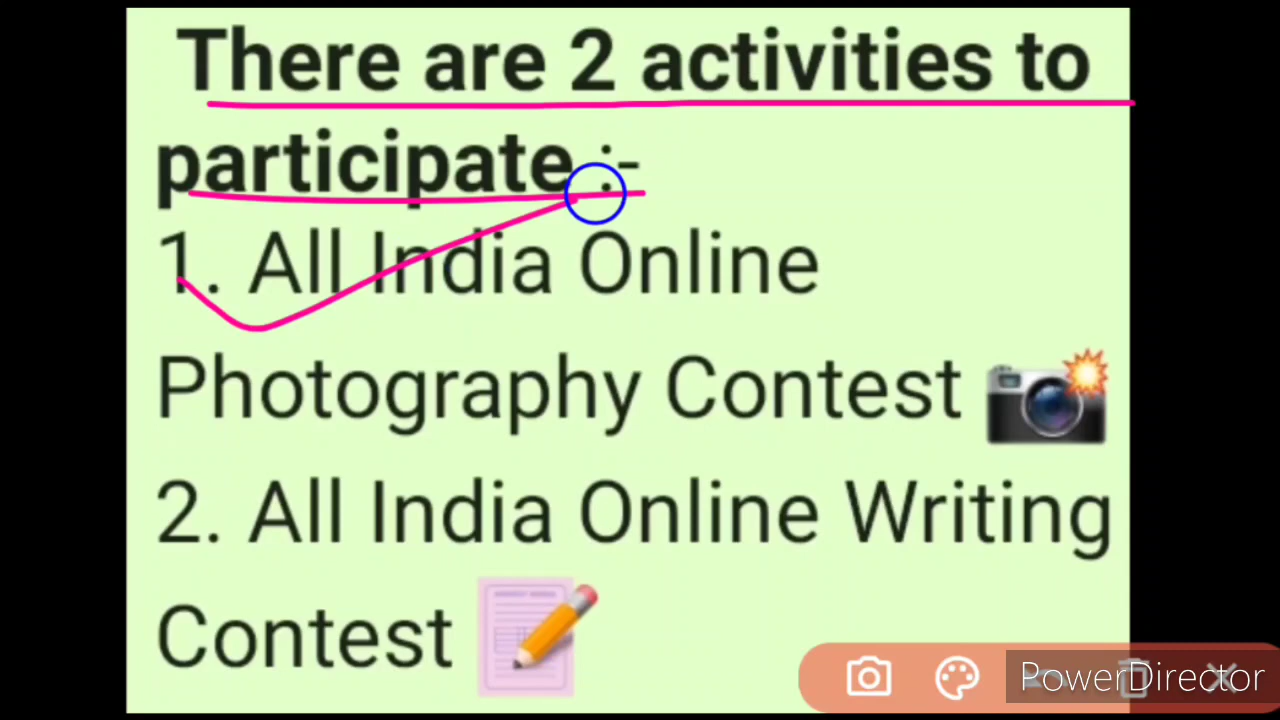 There are 2 activities to
participate :-
1. All India Online
Photography Contest
2. All India Online Writing
Contest
PowerDirector